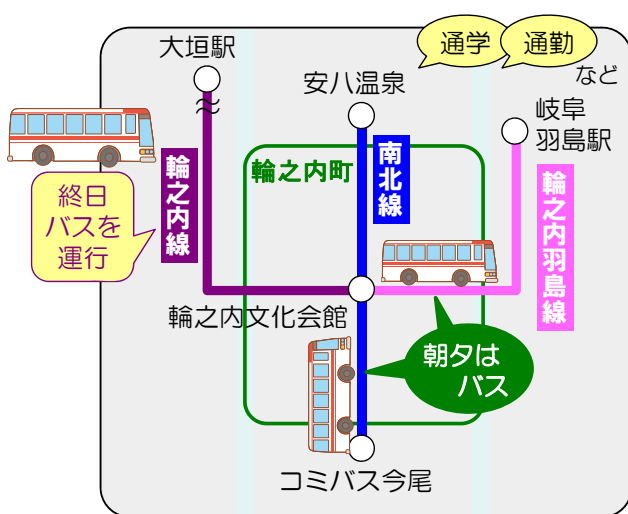 通学
通勤
など
大垣駅
安八温泉
岐阜
羽島駅
輪之内町
南北線
輪之内線
輪之内羽島線
終日
バスを
運行
輪之内文化会館
朝夕は
バス
コミバス今尾